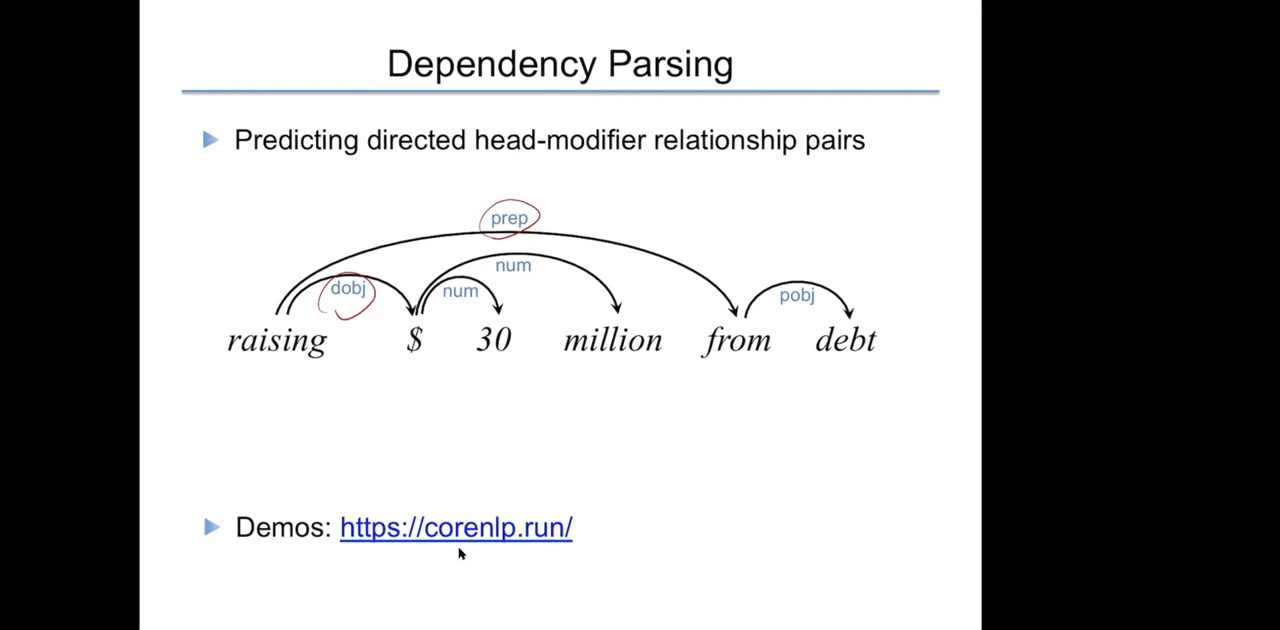 Dependency Parsing
Predicting directed head-modifier relationship pairs
prep
num
dobj num pobj
raising $ 30 million from debt
Demos: https://corenlp.run/